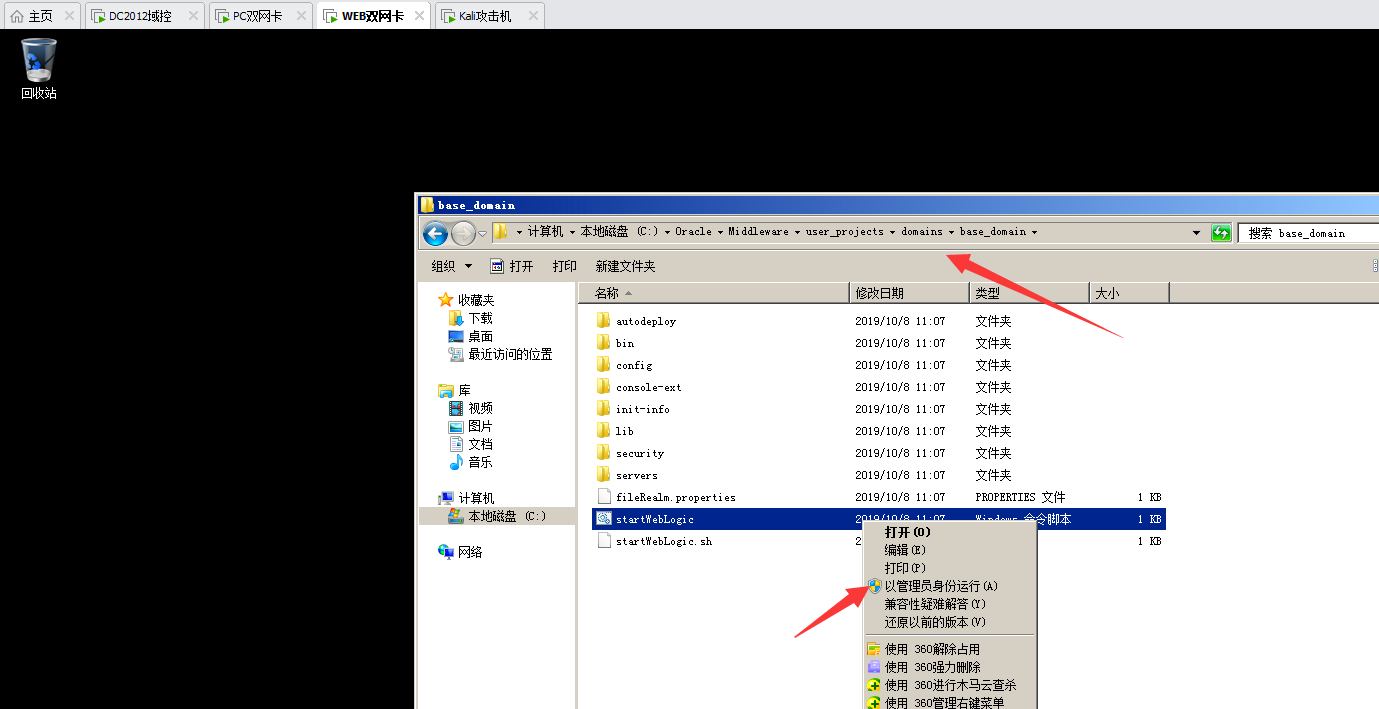 主页 DC2012域控 PC双网卡 WEB双网卡 Kali攻击机
回收站
base_domain
计算机 本地磁盘 (C:) Oracle Middleware user_projects domains base_domain 搜索 base_domain
组织 打开 打印 新建文件夹
名称 修改日期 类型 大小
收藏夹
下载
桌面
最近访问的位置
库
视频
图片
文档
音乐
计算机
本地磁盘 (C:)
网络
autodeploy 2019/10/8 11:07 文件夹
bin 2019/10/8 11:07 文件夹
config 2019/10/8 11:07 文件夹
console-ext 2019/10/8 11:07 文件夹
init-info 2019/10/8 11:07 文件夹
lib 2019/10/8 11:07 文件夹
security 2019/10/8 11:07 文件夹
servers 2019/10/8 11:07 文件夹
fileRealm.properties 2019/10/8 11:07 PROPERTIES 文件 1 KB
startWebLogic 2019/10/8 11:07 Windows 命令脚本 1 KB
startWebLogic.sh 2 1 KB
打开(O)
编辑(E)
打印(P)
以管理员身份运行(A)
兼容性疑难解答(Y)
还原以前的版本(V)
使用 360解除占用
使用 360强力删除
使用 360进行木马云查杀
使用 360管理右键菜单